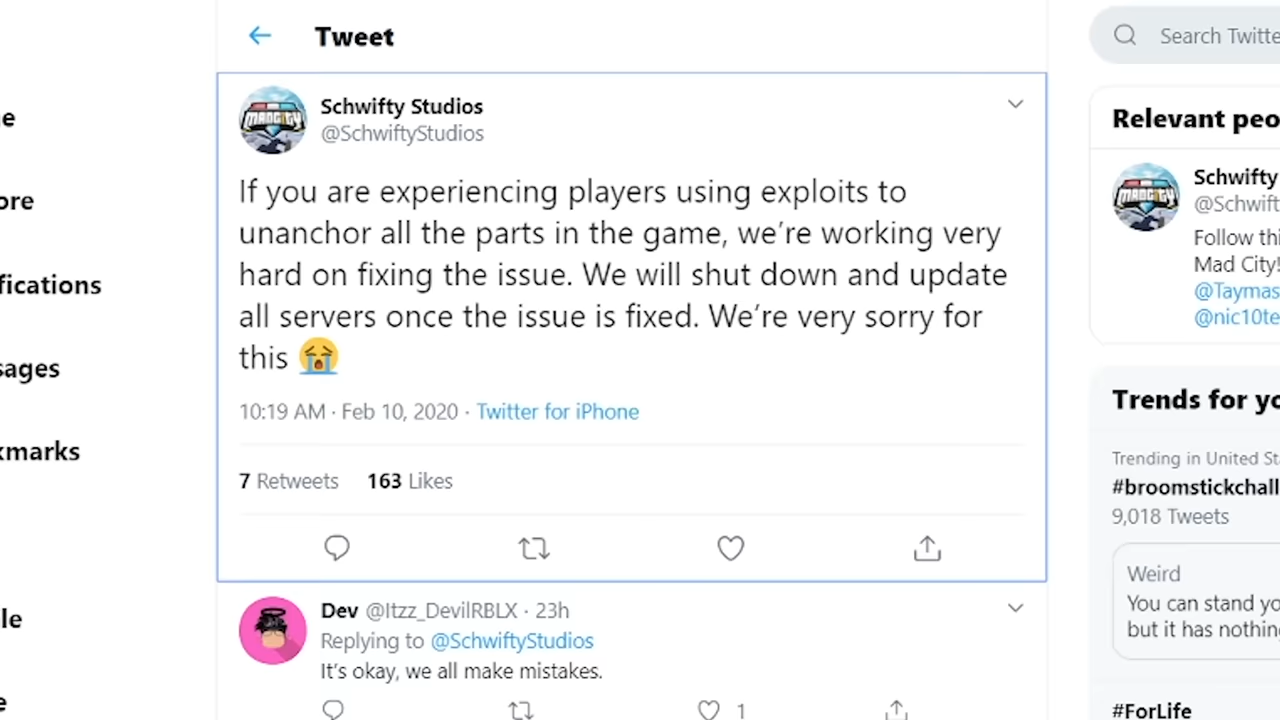 Tweet
Search Twitte
Schwifty Studios
@SchwiftyStudios
If you are experiencing players using exploits to
unanchor all the parts in the game, we're working very
hard on fixing the issue. We will shut down and update
all servers once the issue is fixed. We're very sorry for
this 😭
10:19 AM · Feb 10, 2020 · Twitter for iPhone
7 Retweets 163 Likes
Dev @Itzz_DevilRBLX · 23h
Replying to @SchwiftyStudios
It's okay, we all make mistakes.
1
e
ore
fications
sages
kmarks
le
e
Relevant peo
MADCITY
Schwifty
@Schwift
Follow thi
Mad City!
@Taymas
@nic10te
Trends for yo
Trending in United Sta
#broomstickchall
9,018 Tweets
Weird
You can stand yo
but it has nothing
#ForLife